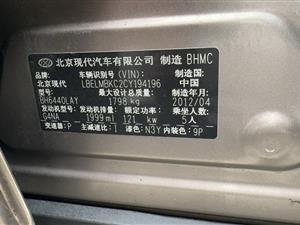 北京现代汽车有限公司 制造 BHMC
品牌: 车辆识别号(VIN): 制造国:
北京现代 LBELMBKC2CY194196 中国
型号: 最大设计总质量: 制造年月:
BH6440LAY 1798 kg 2012/04
发动机型号: 发动机排量: 额定功率: 乘坐人数:
G4NA 1999 ml 121 kw 5人
变速器: P 主减速比: I 漆色: N3Y 内装色: 9P